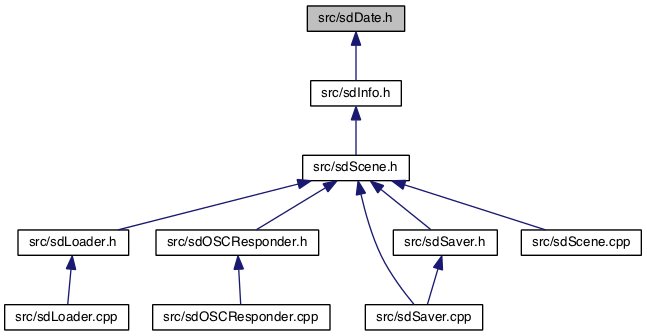 src/sdDate.h
src/sdInfo.h
src/sdScene.h
src/sdLoader.h
src/sdOSCResponder.h
src/sdSaver.h
src/sdScene.cpp
src/sdLoader.cpp
src/sdOSCResponder.cpp
src/sdSaver.cpp